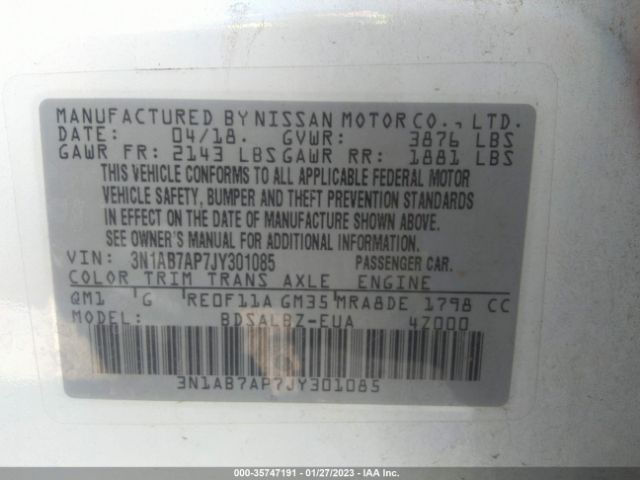 MANUFACTURED BY NISSAN MOTOR CO., LTD.
DATE: 04/18. GVWR: 3876 LBS
GAWR FR: 2143 LBS GAWR RR: 1881 LBS
THIS VEHICLE CONFORMS TO ALL APPLICABLE FEDERAL MOTOR
VEHICLE SAFETY, BUMPER AND THEFT PREVENTION STANDARDS
IN EFFECT ON THE DATE OF MANUFACTURE SHOWN ABOVE.
SEE OWNER'S MANUAL FOR ADDITIONAL INFORMATION.
VIN: 3N1AB7AP7JY301085 PASSENGER CAR.
COLOR TRIM TRANS AXLE ENGINE
QM1 G RE0F11A GM35 MRA8DE 1798 CC
MODEL: BDSALBZ-EUA 4Z000
3N1AB7AP7JY301085
000-35747191 - 01/27/2023 - IAA Inc.